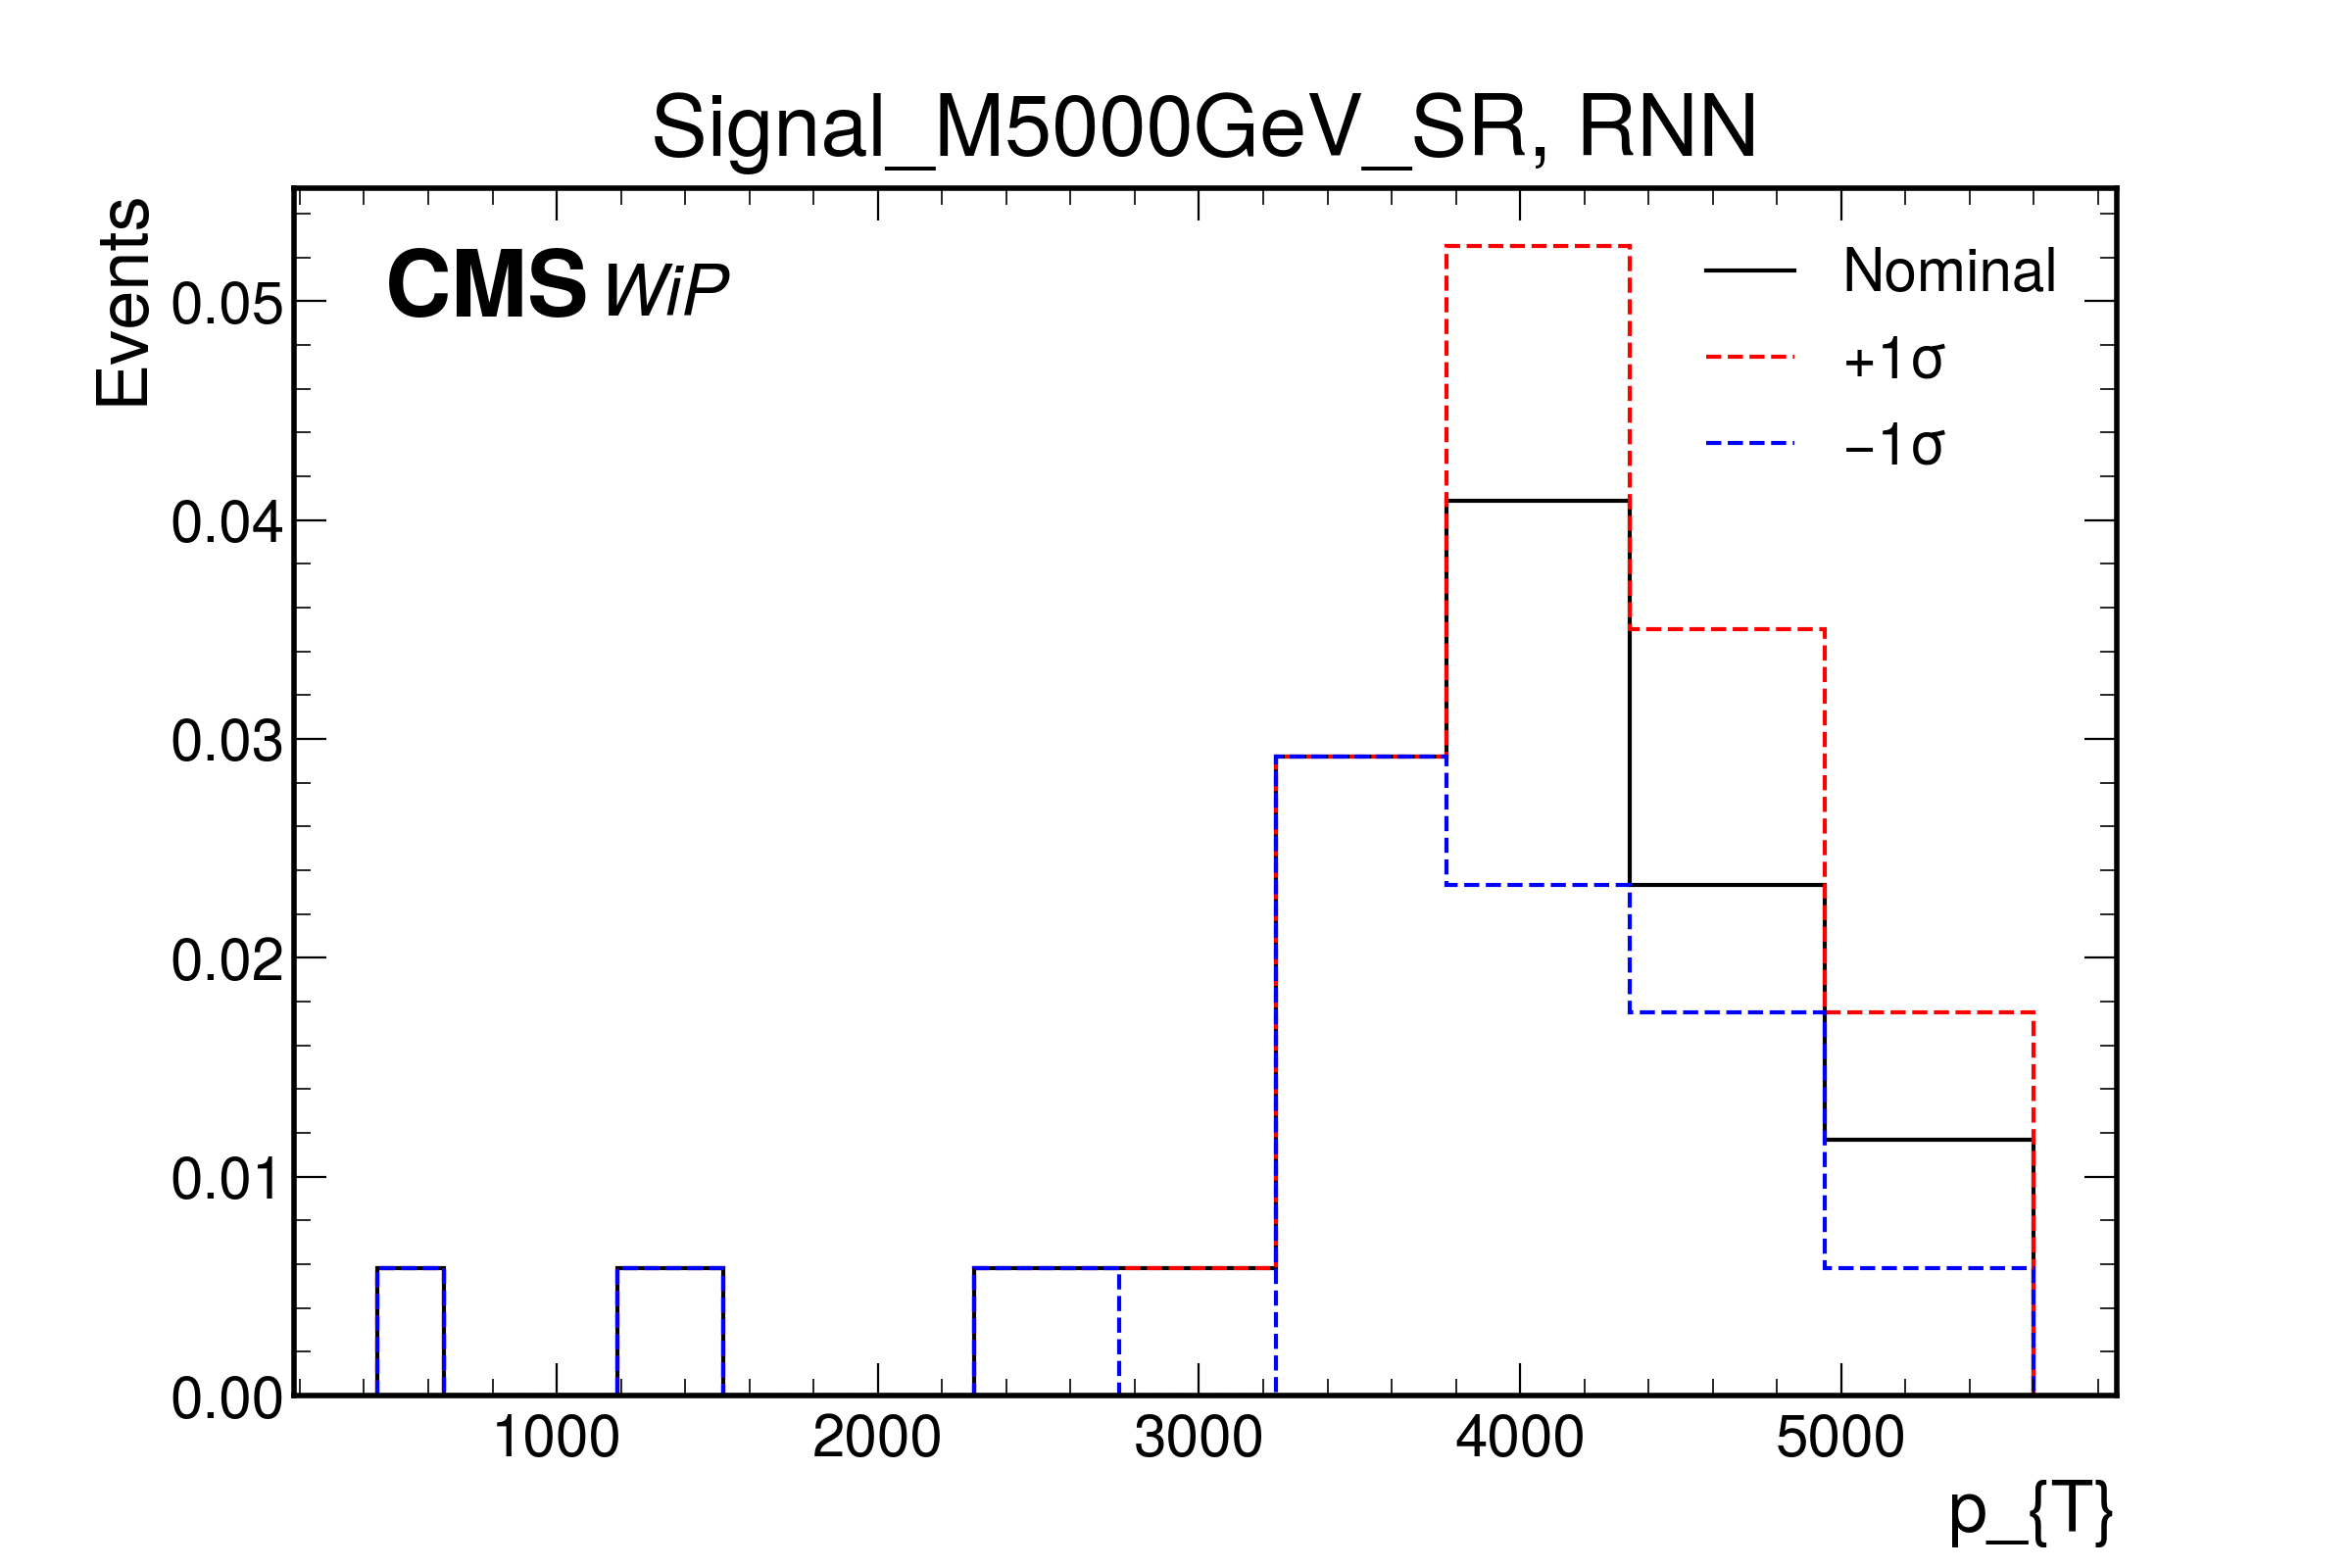 Signal_M5000GeV_SR, RNN
Events
CMS WiP
Nominal
+1σ
−1σ
0.05
0.04
0.03
0.02
0.01
0.00
1000 2000 3000 4000 5000
p_{T}